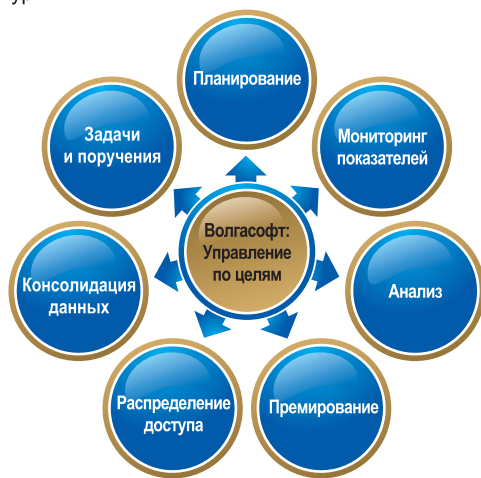 Планирование
Мониторинг
показателей
Анализ
Премирование
Распределение
доступа
Консолидация
данных
Задачи
и поручения
Волгасофт:
Управление
по целям